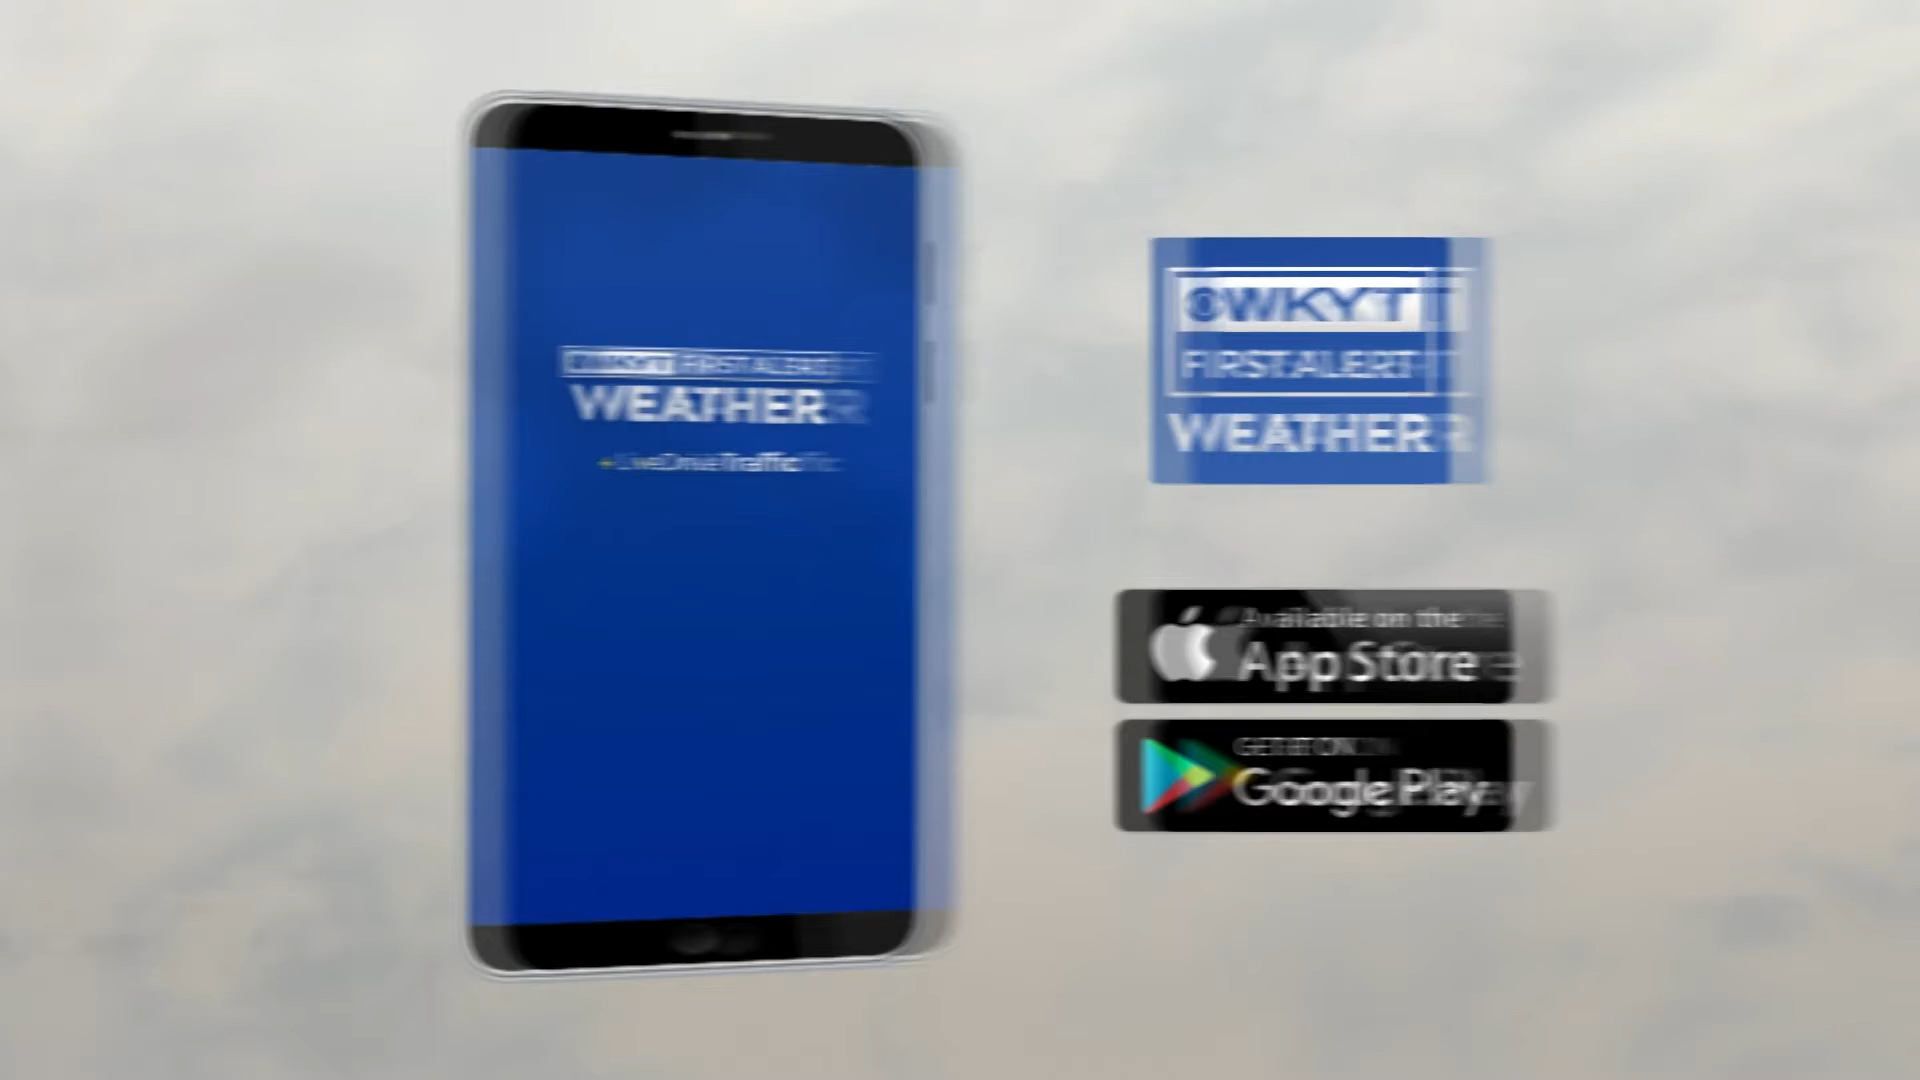 WKYT FIRST ALERT
WEATHER
LiveDriveTraffic
WKYT
FIRST ALERT
WEATHER
Available on the
App Store
GET IT ON
Google Play